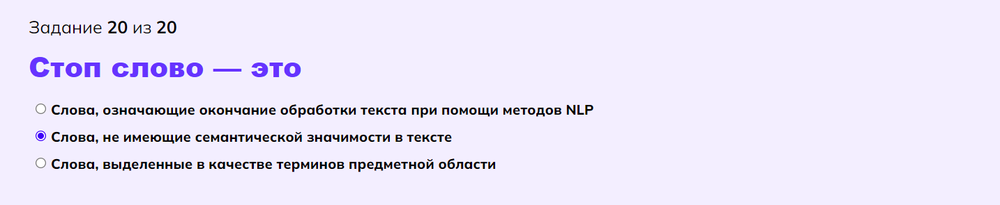 Задание 20 из 20
Стоп слово — это
Слова, означающие окончание обработки текста при помощи методов NLP
Слова, не имеющие семантической значимости в тексте
Слова, выделенные в качестве терминов предметной области